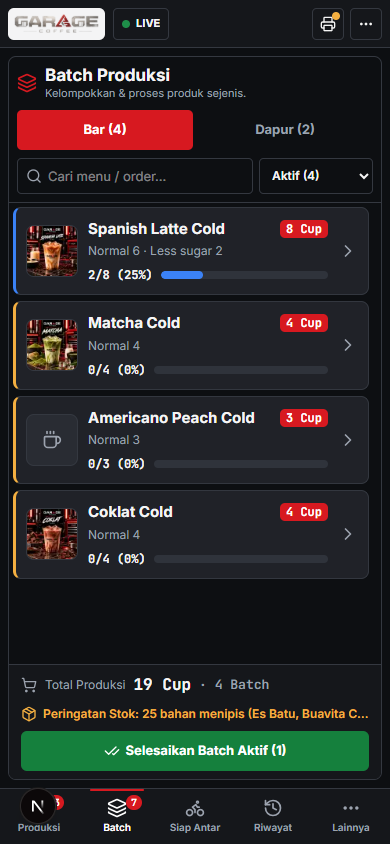 GARAGE
COFFEE
LIVE
Batch Produksi
Kelompokkan & proses produk sejenis.
Bar (4)
Dapur (2)
Cari menu / order...
Aktif (4)
Spanish Latte Cold
8 Cup
Normal 6 · Less sugar 2
2/8 (25%)
Matcha Cold
4 Cup
Normal 4
0/4 (0%)
Americano Peach Cold
3 Cup
Normal 3
0/3 (0%)
Coklat Cold
4 Cup
Normal 4
0/4 (0%)
Total Produksi 19 Cup · 4 Batch
Peringatan Stok: 25 bahan menipis (Es Batu, Buavita C...
Selesaikan Batch Aktif (1)
N
7
Produksi
Batch
Siap Antar
Riwayat
Lainnya